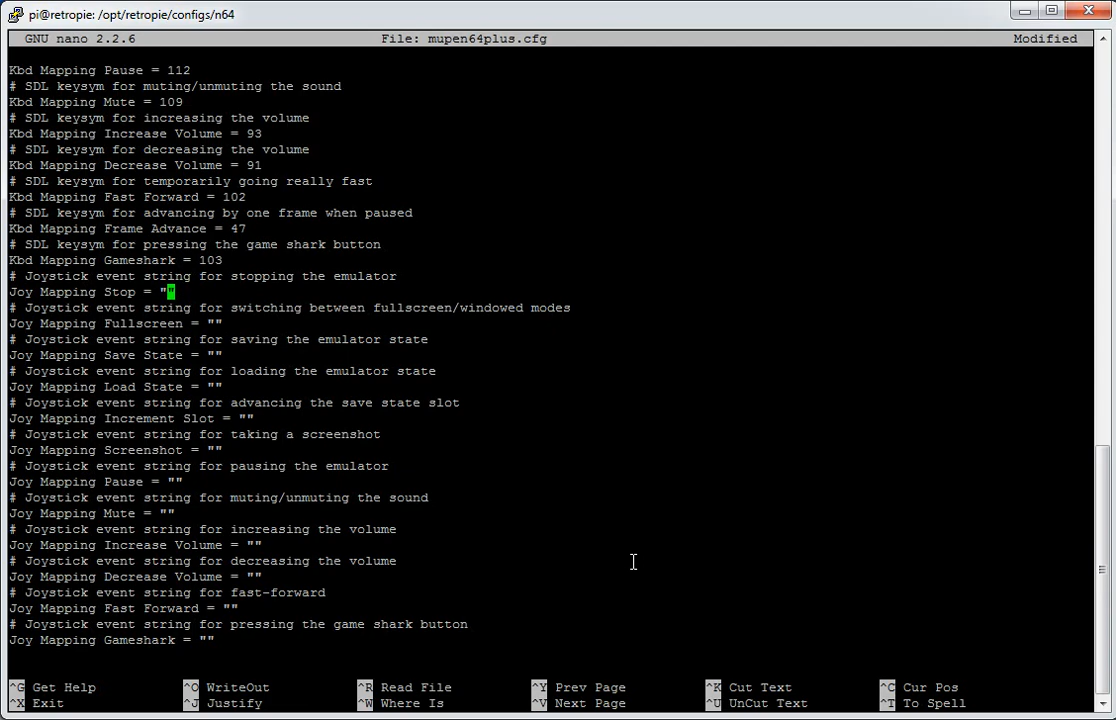 pi@retropie: /opt/retropie/configs/n64
GNU nano 2.2.6 File: mupen64plus.cfg Modified
Kbd Mapping Pause = 112
# SDL keysym for muting/unmuting the sound
Kbd Mapping Mute = 109
# SDL keysym for increasing the volume
Kbd Mapping Increase Volume = 93
# SDL keysym for decreasing the volume
Kbd Mapping Decrease Volume = 91
# SDL keysym for temporarily going really fast
Kbd Mapping Fast Forward = 102
# SDL keysym for advancing by one frame when paused
Kbd Mapping Frame Advance = 47
# SDL keysym for pressing the game shark button
Kbd Mapping Gameshark = 103
# Joystick event string for stopping the emulator
Joy Mapping Stop = ""
# Joystick event string for switching between fullscreen/windowed modes
Joy Mapping Fullscreen = ""
# Joystick event string for saving the emulator state
Joy Mapping Save State = ""
# Joystick event string for loading the emulator state
Joy Mapping Load State = ""
# Joystick event string for advancing the save state slot
Joy Mapping Increment Slot = ""
# Joystick event string for taking a screenshot
Joy Mapping Screenshot = ""
# Joystick event string for pausing the emulator
Joy Mapping Pause = ""
# Joystick event string for muting/unmuting the sound
Joy Mapping Mute = ""
# Joystick event string for increasing the volume
Joy Mapping Increase Volume = ""
# Joystick event string for decreasing the volume
Joy Mapping Decrease Volume = ""
# Joystick event string for fast-forward
Joy Mapping Fast Forward = ""
# Joystick event string for pressing the game shark button
Joy Mapping Gameshark = ""
^G Get Help ^O WriteOut ^R Read File ^Y Prev Page ^K Cut Text ^C Cur Pos
^X Exit ^J Justify ^W Where Is ^V Next Page ^U UnCut Text ^T To Spell